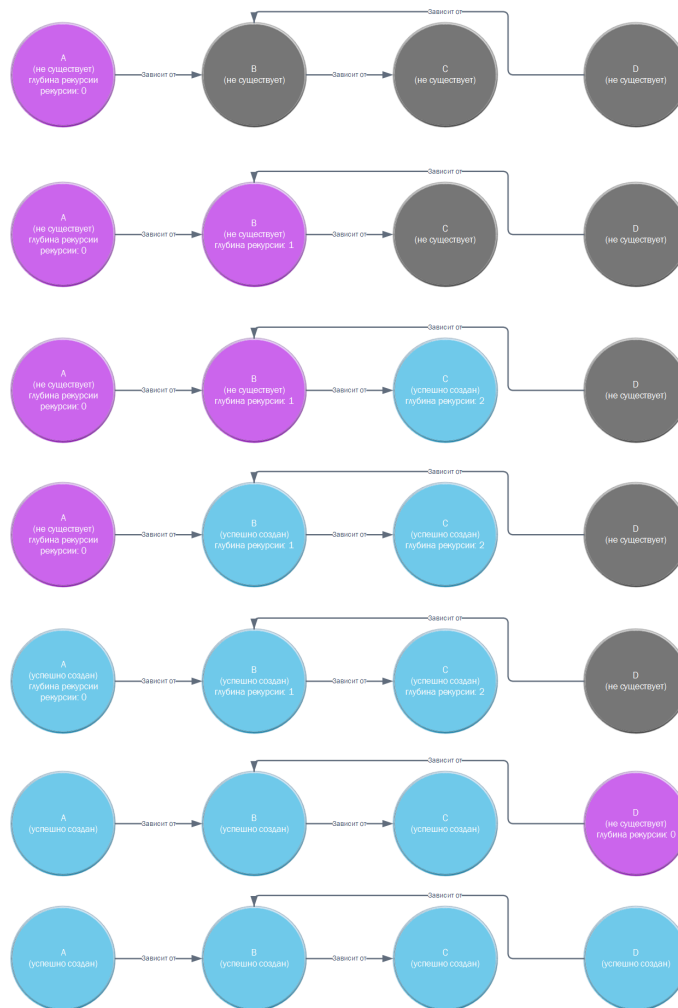 Зависит от
A
(не существует)
глубина рекурсии
рекурсии: 0
Зависит от
B
(не существует)
Зависит от
C
(не существует)
D
(не существует)
Зависит от
A
(не существует)
глубина рекурсии
рекурсии: 0
Зависит от
B
(не существует)
глубина рекурсии: 1
Зависит от
C
(не существует)
D
(не существует)
Зависит от
A
(не существует)
глубина рекурсии
рекурсии: 0
Зависит от
B
(не существует)
глубина рекурсии: 1
Зависит от
C
(успешно создан)
глубина рекурсии: 2
D
(не существует)
Зависит от
A
(не существует)
глубина рекурсии
рекурсии: 0
Зависит от
B
(успешно создан)
глубина рекурсии: 1
Зависит от
C
(успешно создан)
глубина рекурсии: 2
D
(не существует)
Зависит от
A
(успешно создан)
глубина рекурсии
рекурсии: 0
Зависит от
B
(успешно создан)
глубина рекурсии: 1
Зависит от
C
(успешно создан)
глубина рекурсии: 2
D
(не существует)
Зависит от
A
(успешно создан)
Зависит от
B
(успешно создан)
Зависит от
C
(успешно создан)
D
(не существует)
глубина рекурсии: 0
Зависит от
A
(успешно создан)
Зависит от
B
(успешно создан)
Зависит от
C
(успешно создан)
D
(успешно создан)